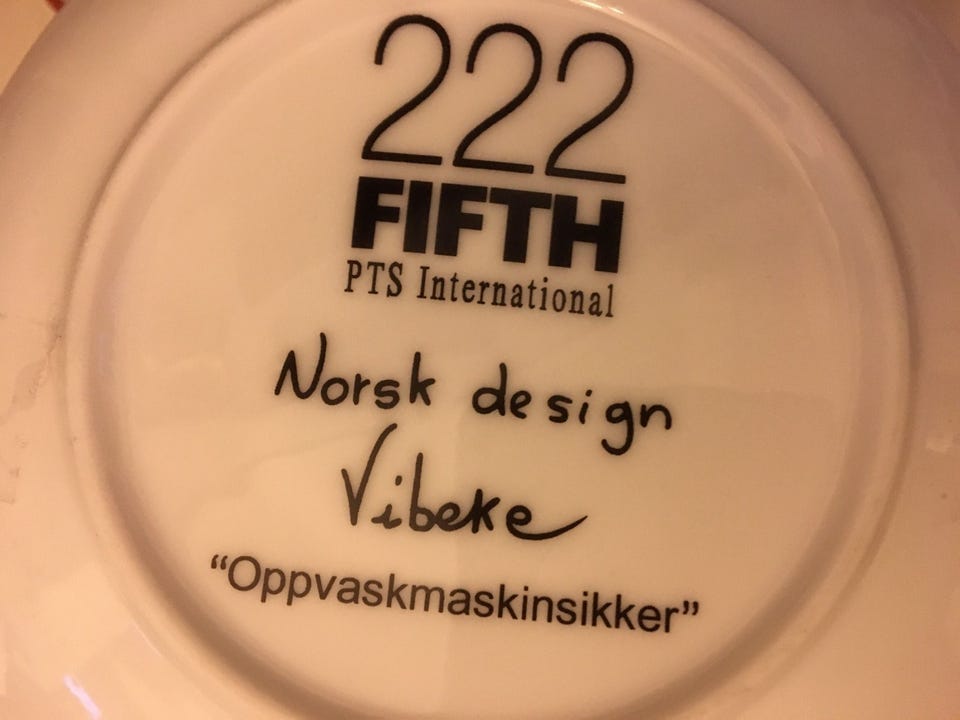 222
FIFTH
PTS International
Norsk design
Vibeke
“Oppvaskmaskinsikker”